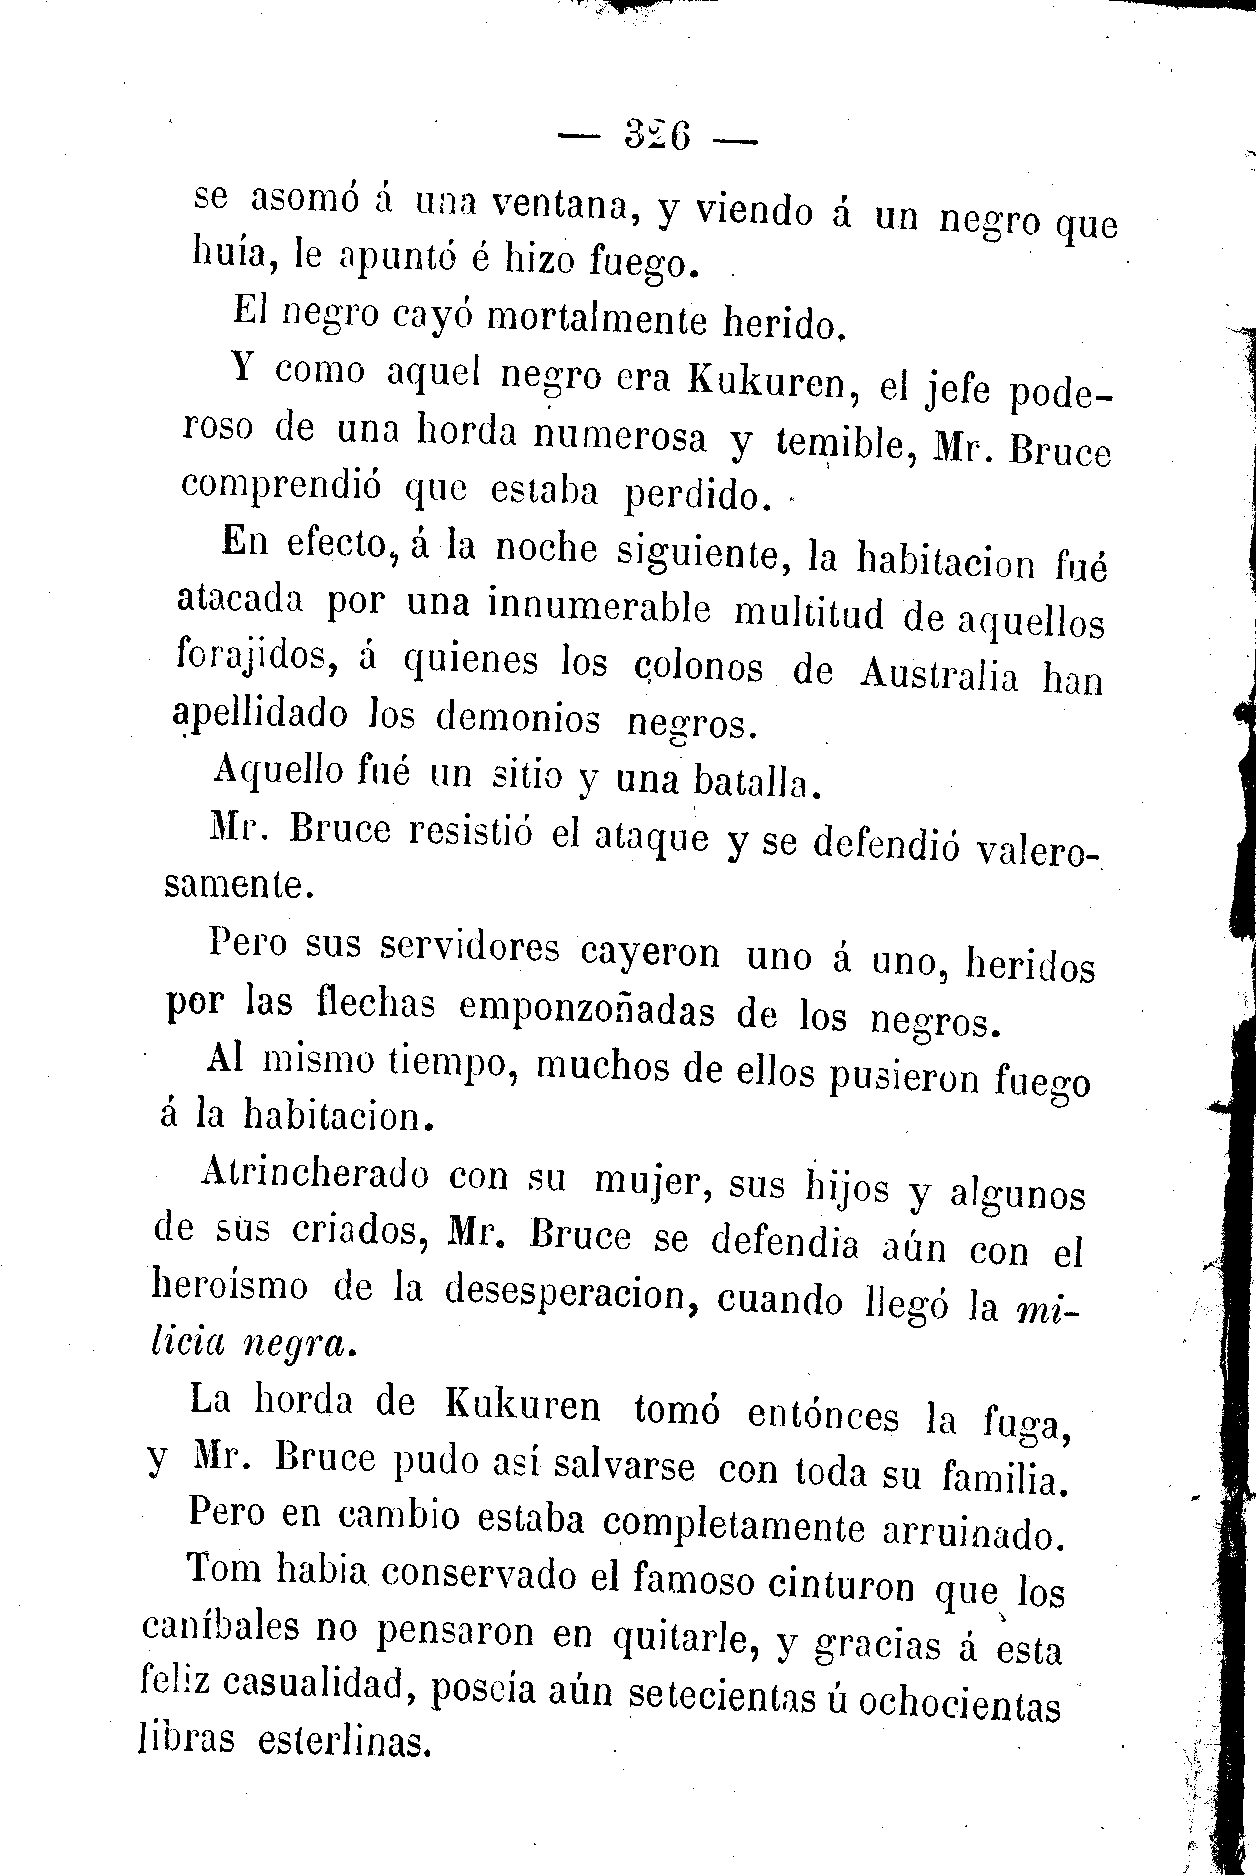 — 326 —
se asomó á una ventana, y viendo á un negro que
huía, le apuntó é hizo fuego.
El negro cayó mortalmente herido.
Y como aquel negro era Kukuren, el jefe pode-
roso de una horda numerosa y temible, Mr. Bruce
comprendió que estaba perdido.
En efecto, á la noche siguiente, la habitacion fué
atacada por una innumerable multitud de aquellos
forajidos, á quienes los colonos de Australia han
apellidado los demonios negros.
Aquello fué un sitio y una batalla.
Mr. Bruce resistió el ataque y se defendió valero-
samente.
Pero sus servidores cayeron uno á uno, heridos
por las flechas emponzoñadas de los negros.
Al mismo tiempo, muchos de ellos pusieron fuego
á la habitacion.
Atrincherado con su mujer, sus hijos y algunos
de sus criados, Mr. Bruce se defendia aún con el
heroísmo de la desesperacion, cuando llegó la mi-
licia negra.
La horda de Kukuren tomó entónces la fuga,
y Mr. Bruce pudo así salvarse con toda su familia.
Pero en cambio estaba completamente arruinado.
Tom habia conservado el famoso cinturon que los
caníbales no pensaron en quitarle, y gracias á esta
feliz casualidad, poseía aún setecientas ú ochocientas
libras esterlinas.